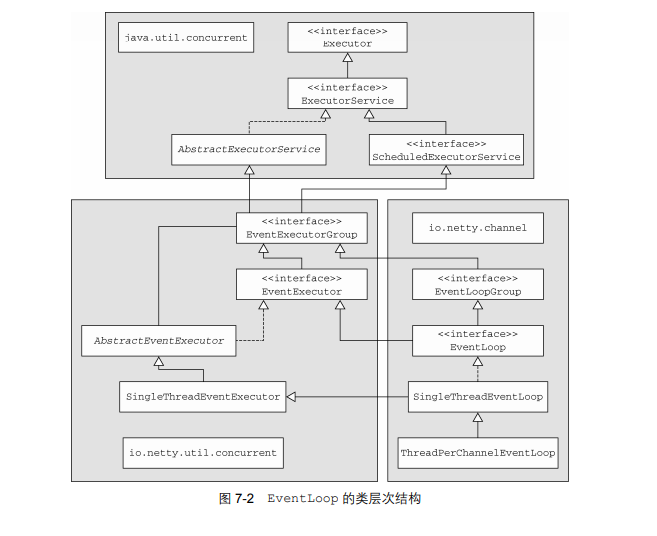 java.util.concurrent
<<interface>>
Executor
<<interface>>
ExecutorService
AbstractExecutorService
<<interface>>
ScheduledExecutorService
<<interface>>
EventExecutorGroup
io.netty.channel
<<interface>>
EventExecutor
<<interface>>
EventLoopGroup
AbstractEventExecutor
<<interface>>
EventLoop
SingleThreadEventExecutor
SingleThreadEventLoop
io.netty.util.concurrent
ThreadPerChannelEventLoop
图 7-2 EventLoop 的类层次结构